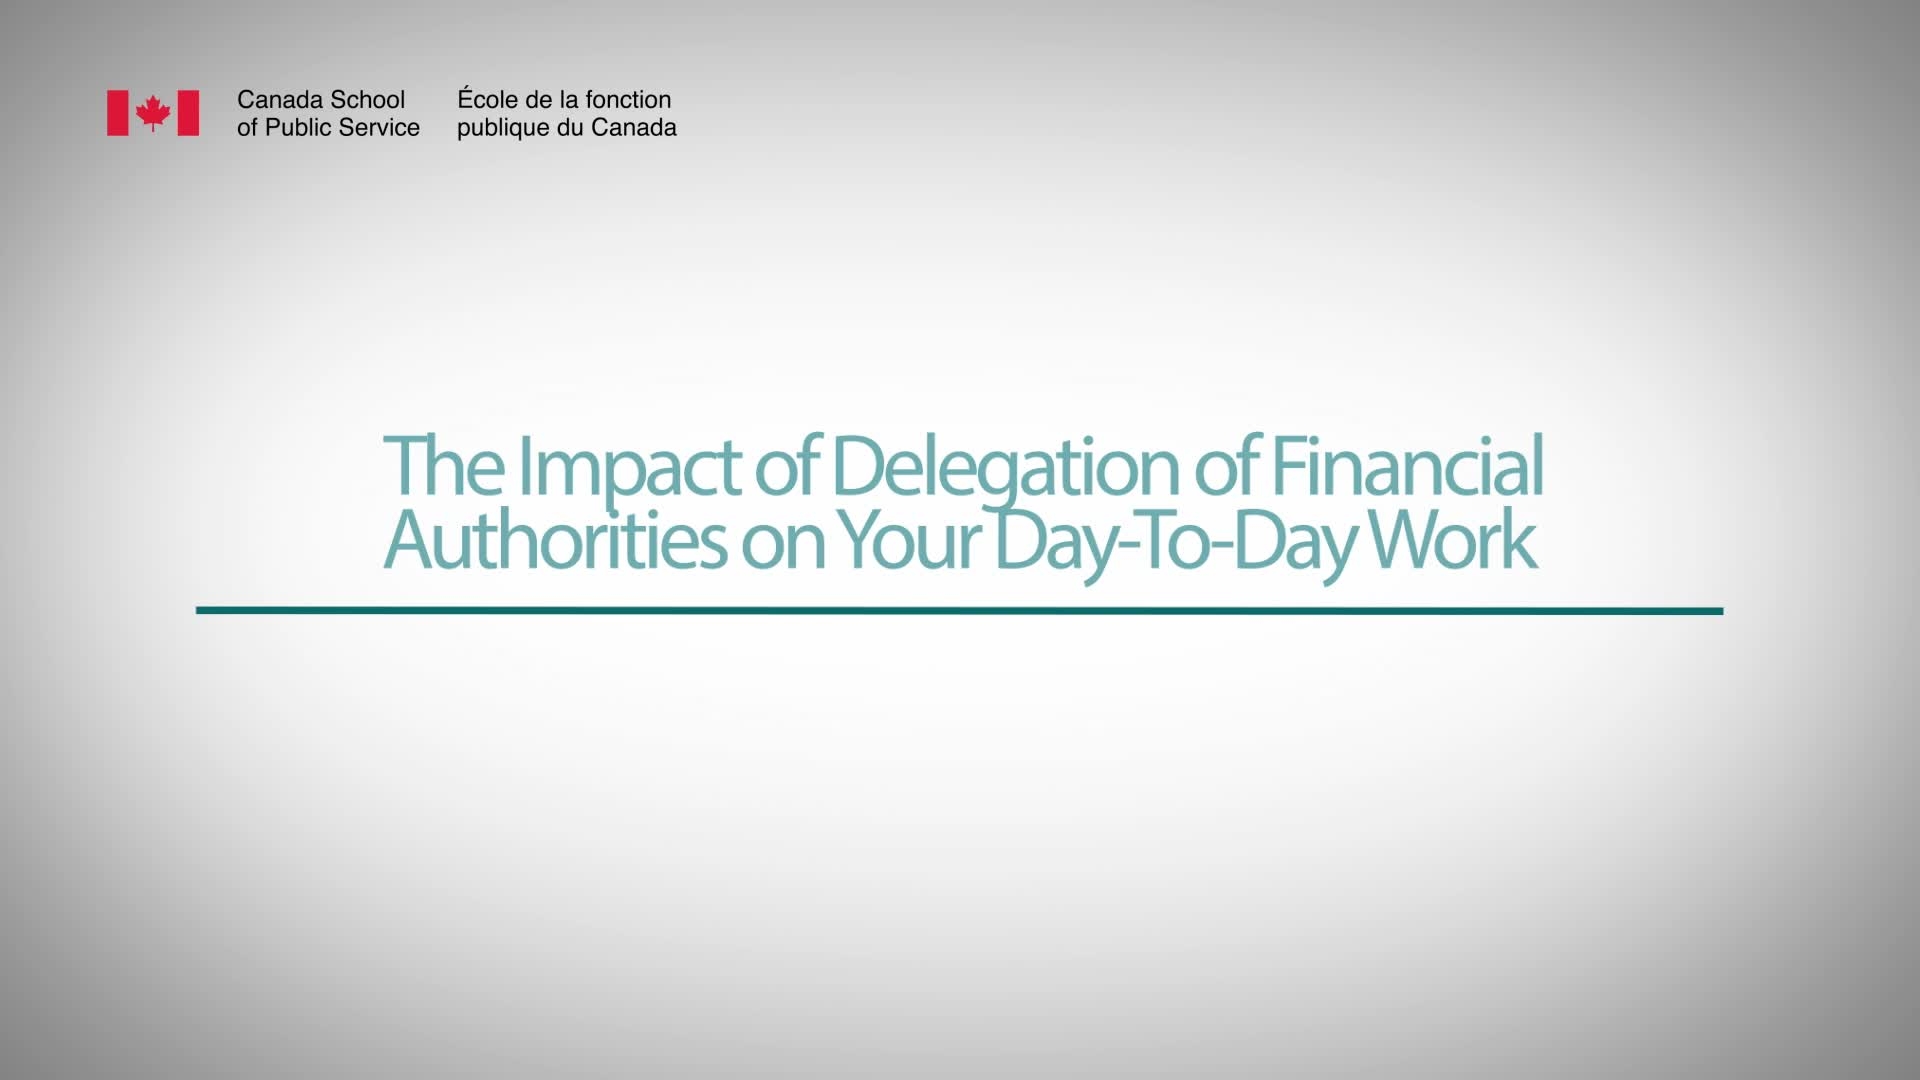 Canada School
of Public Service
École de la fonction
publique du Canada
The Impact of Delegation of Financial
Authorities on Your Day-To-Day Work